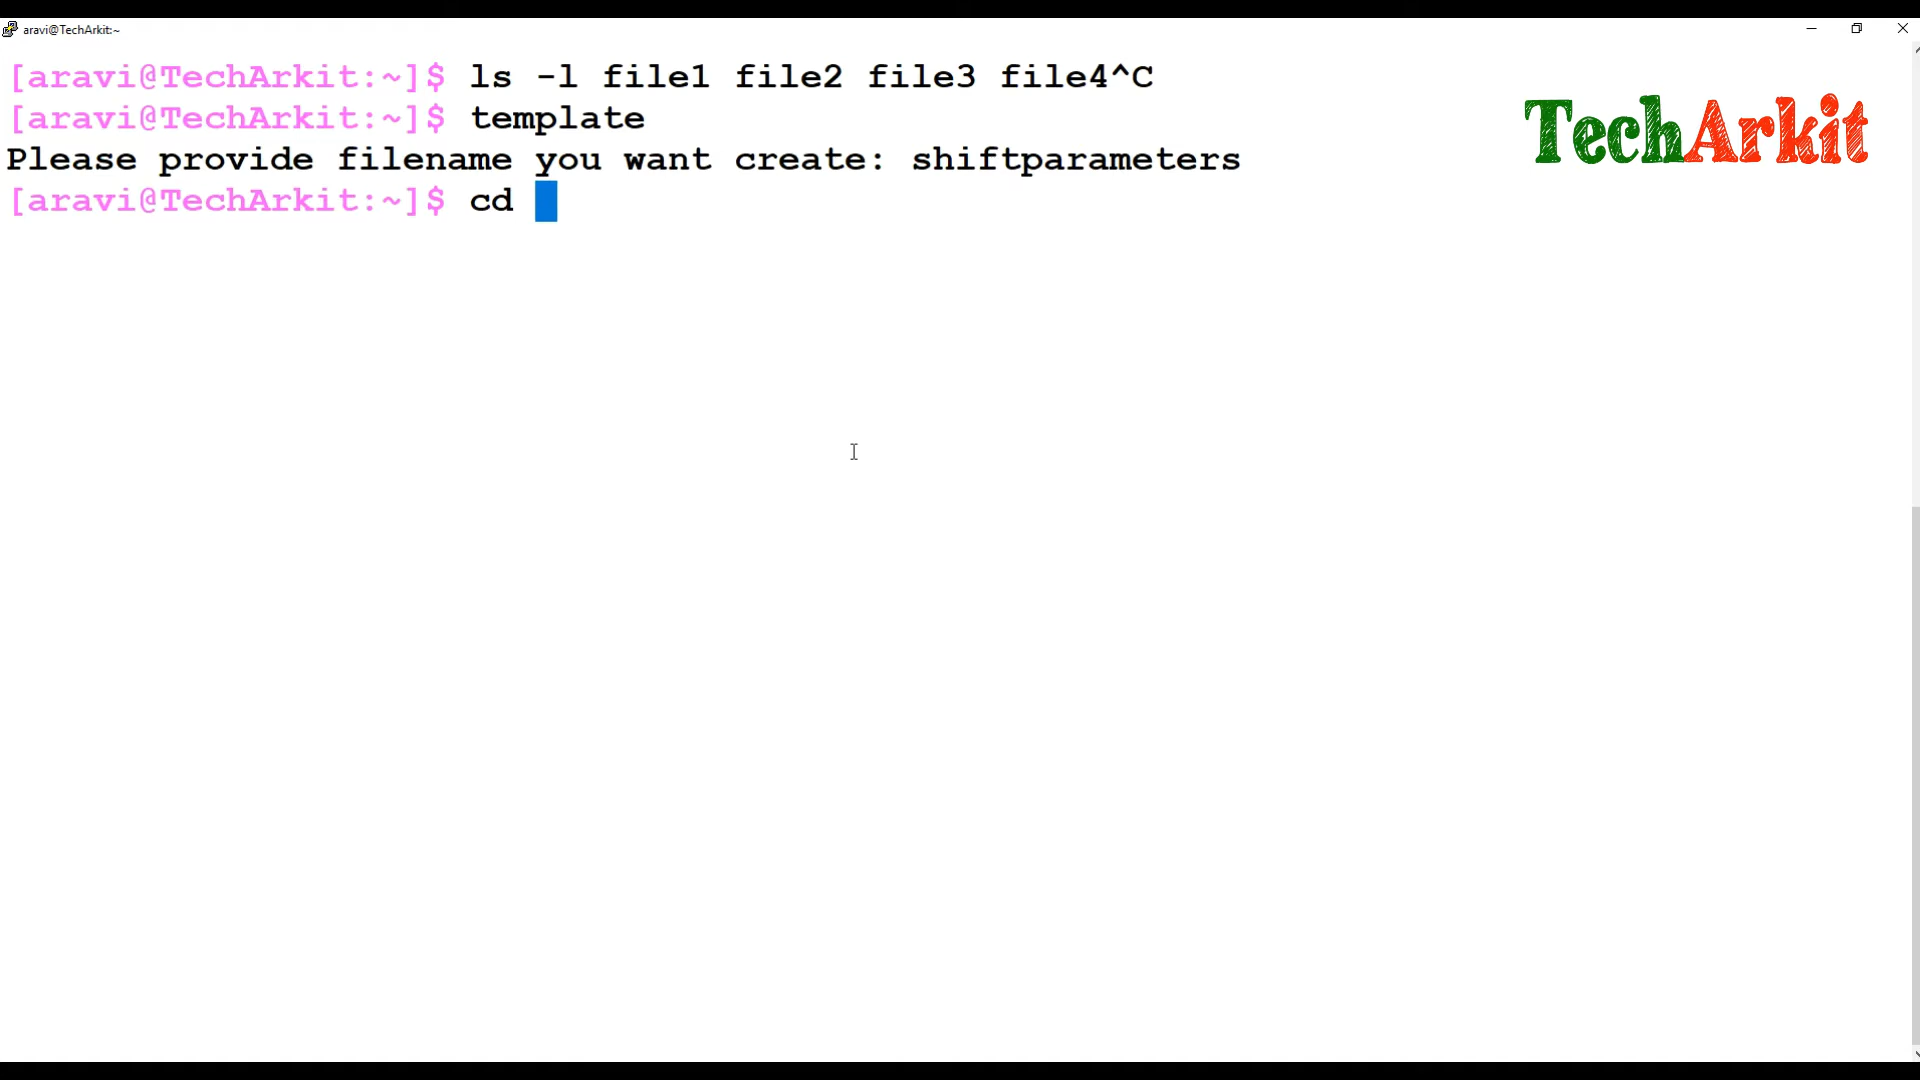 aravi@TechArkit:~
[aravi@TechArkit:~]$ ls -l file1 file2 file3 file4^C
[aravi@TechArkit:~]$ template
Please provide filename you want create: shiftparameters
[aravi@TechArkit:~]$ cd
TechArkit